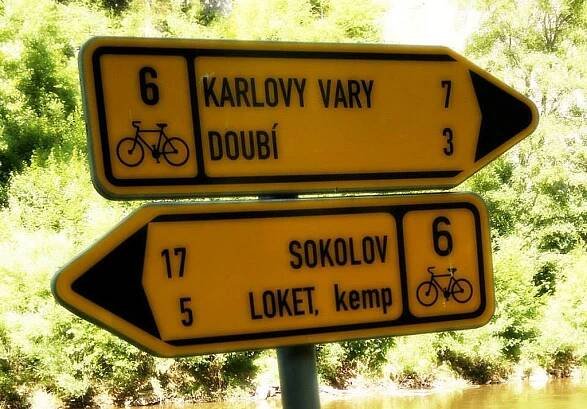 6
KARLOVY VARY 7
DOUBÍ 3
17 SOKOLOV 6
5 LOKET, kemp